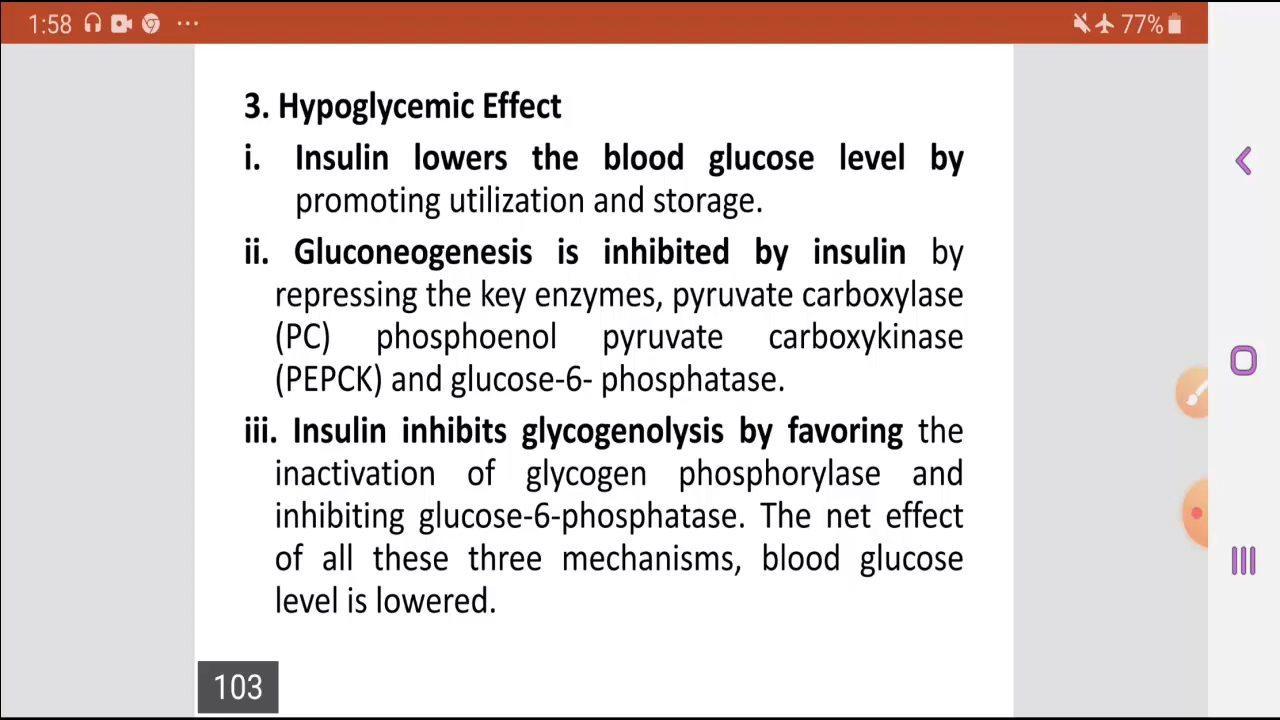 1:58
77%
3. Hypoglycemic Effect
i. Insulin lowers the blood glucose level by
promoting utilization and storage.
ii. Gluconeogenesis is inhibited by insulin by
repressing the key enzymes, pyruvate carboxylase
(PC) phosphoenol pyruvate carboxykinase
(PEPCK) and glucose-6- phosphatase.
iii. Insulin inhibits glycogenolysis by favoring the
inactivation of glycogen phosphorylase and
inhibiting glucose-6-phosphatase. The net effect
of all these three mechanisms, blood glucose
level is lowered.
103